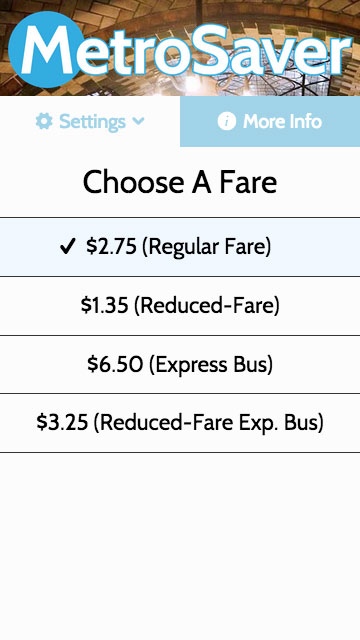 MetroSaver
Settings
More Info
Choose A Fare
$2.75 (Regular Fare)
$1.35 (Reduced-Fare)
$6.50 (Express Bus)
$3.25 (Reduced-Fare Exp. Bus)